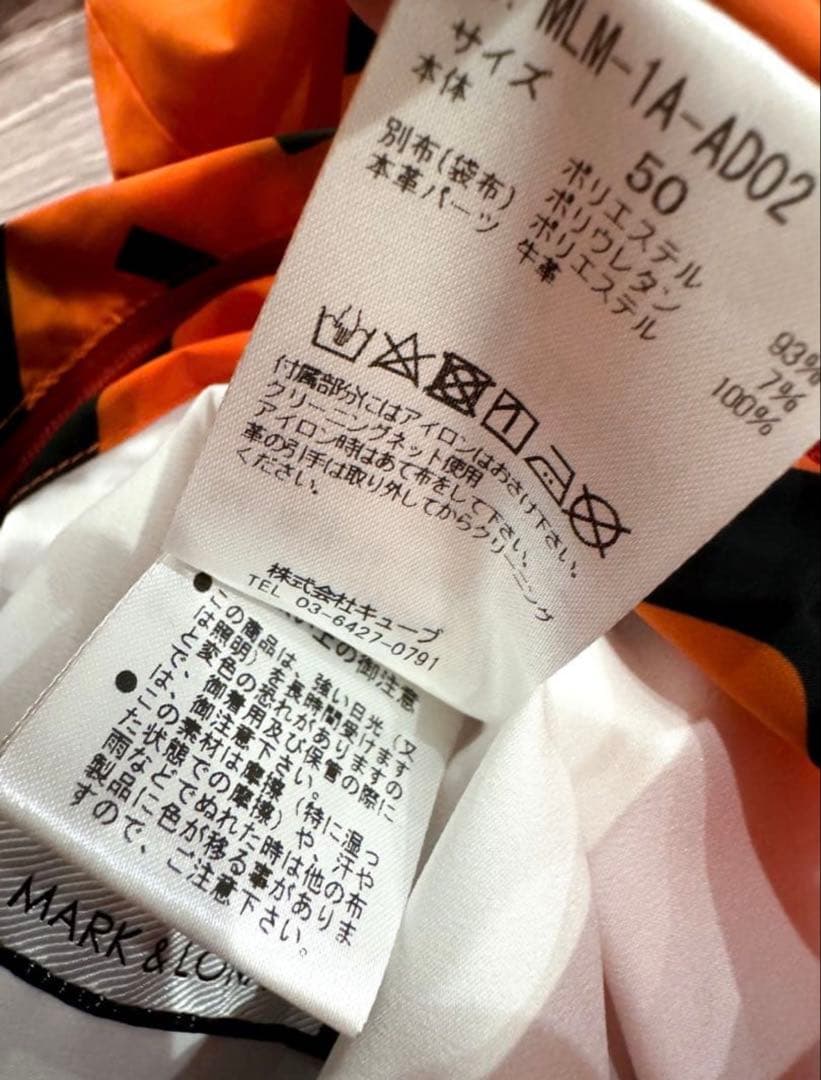 MLM-1A-AD02
サイズ 50
本体 ポリエステル 93%
ポリウレタン 7%
別布(袋布) ポリエステル 100%
本革パーツ 牛革
付属部分にはアイロンはおさけ下さい。
クリーニングネット使用
アイロン時はあて布をして下さい。
革の引手は取り外してからクリーニング
ください。
株式会社キューブ
TEL 03-6427-0791
上の御注意
●この商品は、強い日光(又
は照明)を長時間受けます
と変色の恐れがありますの
で、御着用及び保管の際に
は、御注意下さい。
●この素材は摩擦(特に湿っ
た状態での摩擦)や、汗や
雨などでぬれた時は他の布
製品に色が移る事がありま
すので、ご注意下さい。
MARK & LON